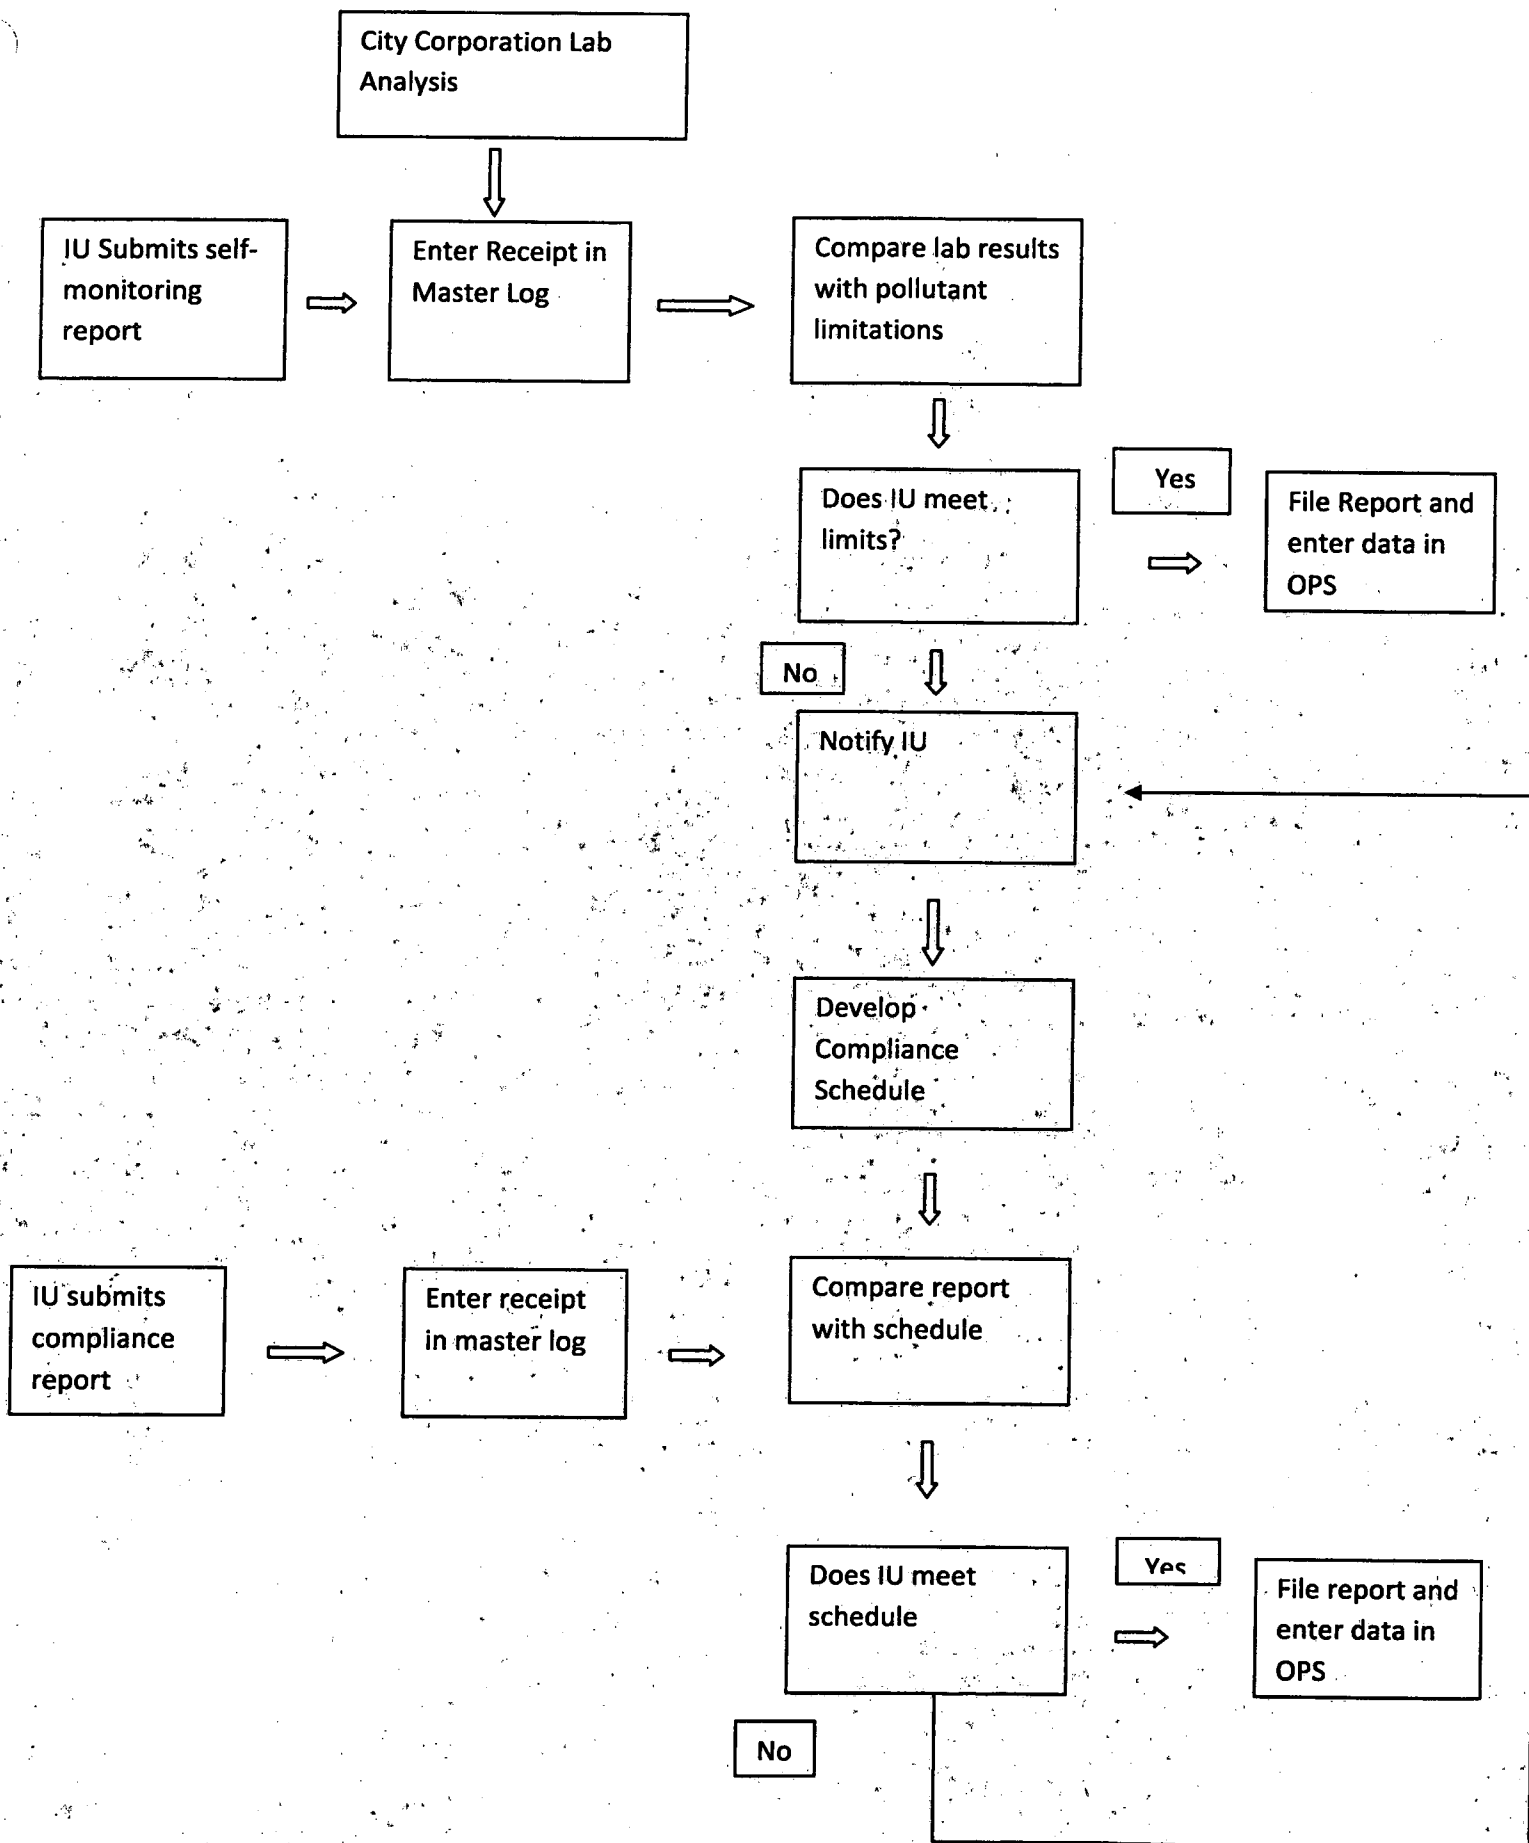 City Corporation Lab
Analysis
IU Submits self-
monitoring
report
Enter Receipt in
Master Log
Compare lab results
with pollutant
limitations
Does IU meet
limits?
Yes
File Report and
enter data in
OPS
No
Notify IU
Develop
Compliance
Schedule
IU submits
compliance
report
Enter receipt
in master log
Compare report
with schedule
Does IU meet
schedule
Yes
File report and
enter data in
OPS
No